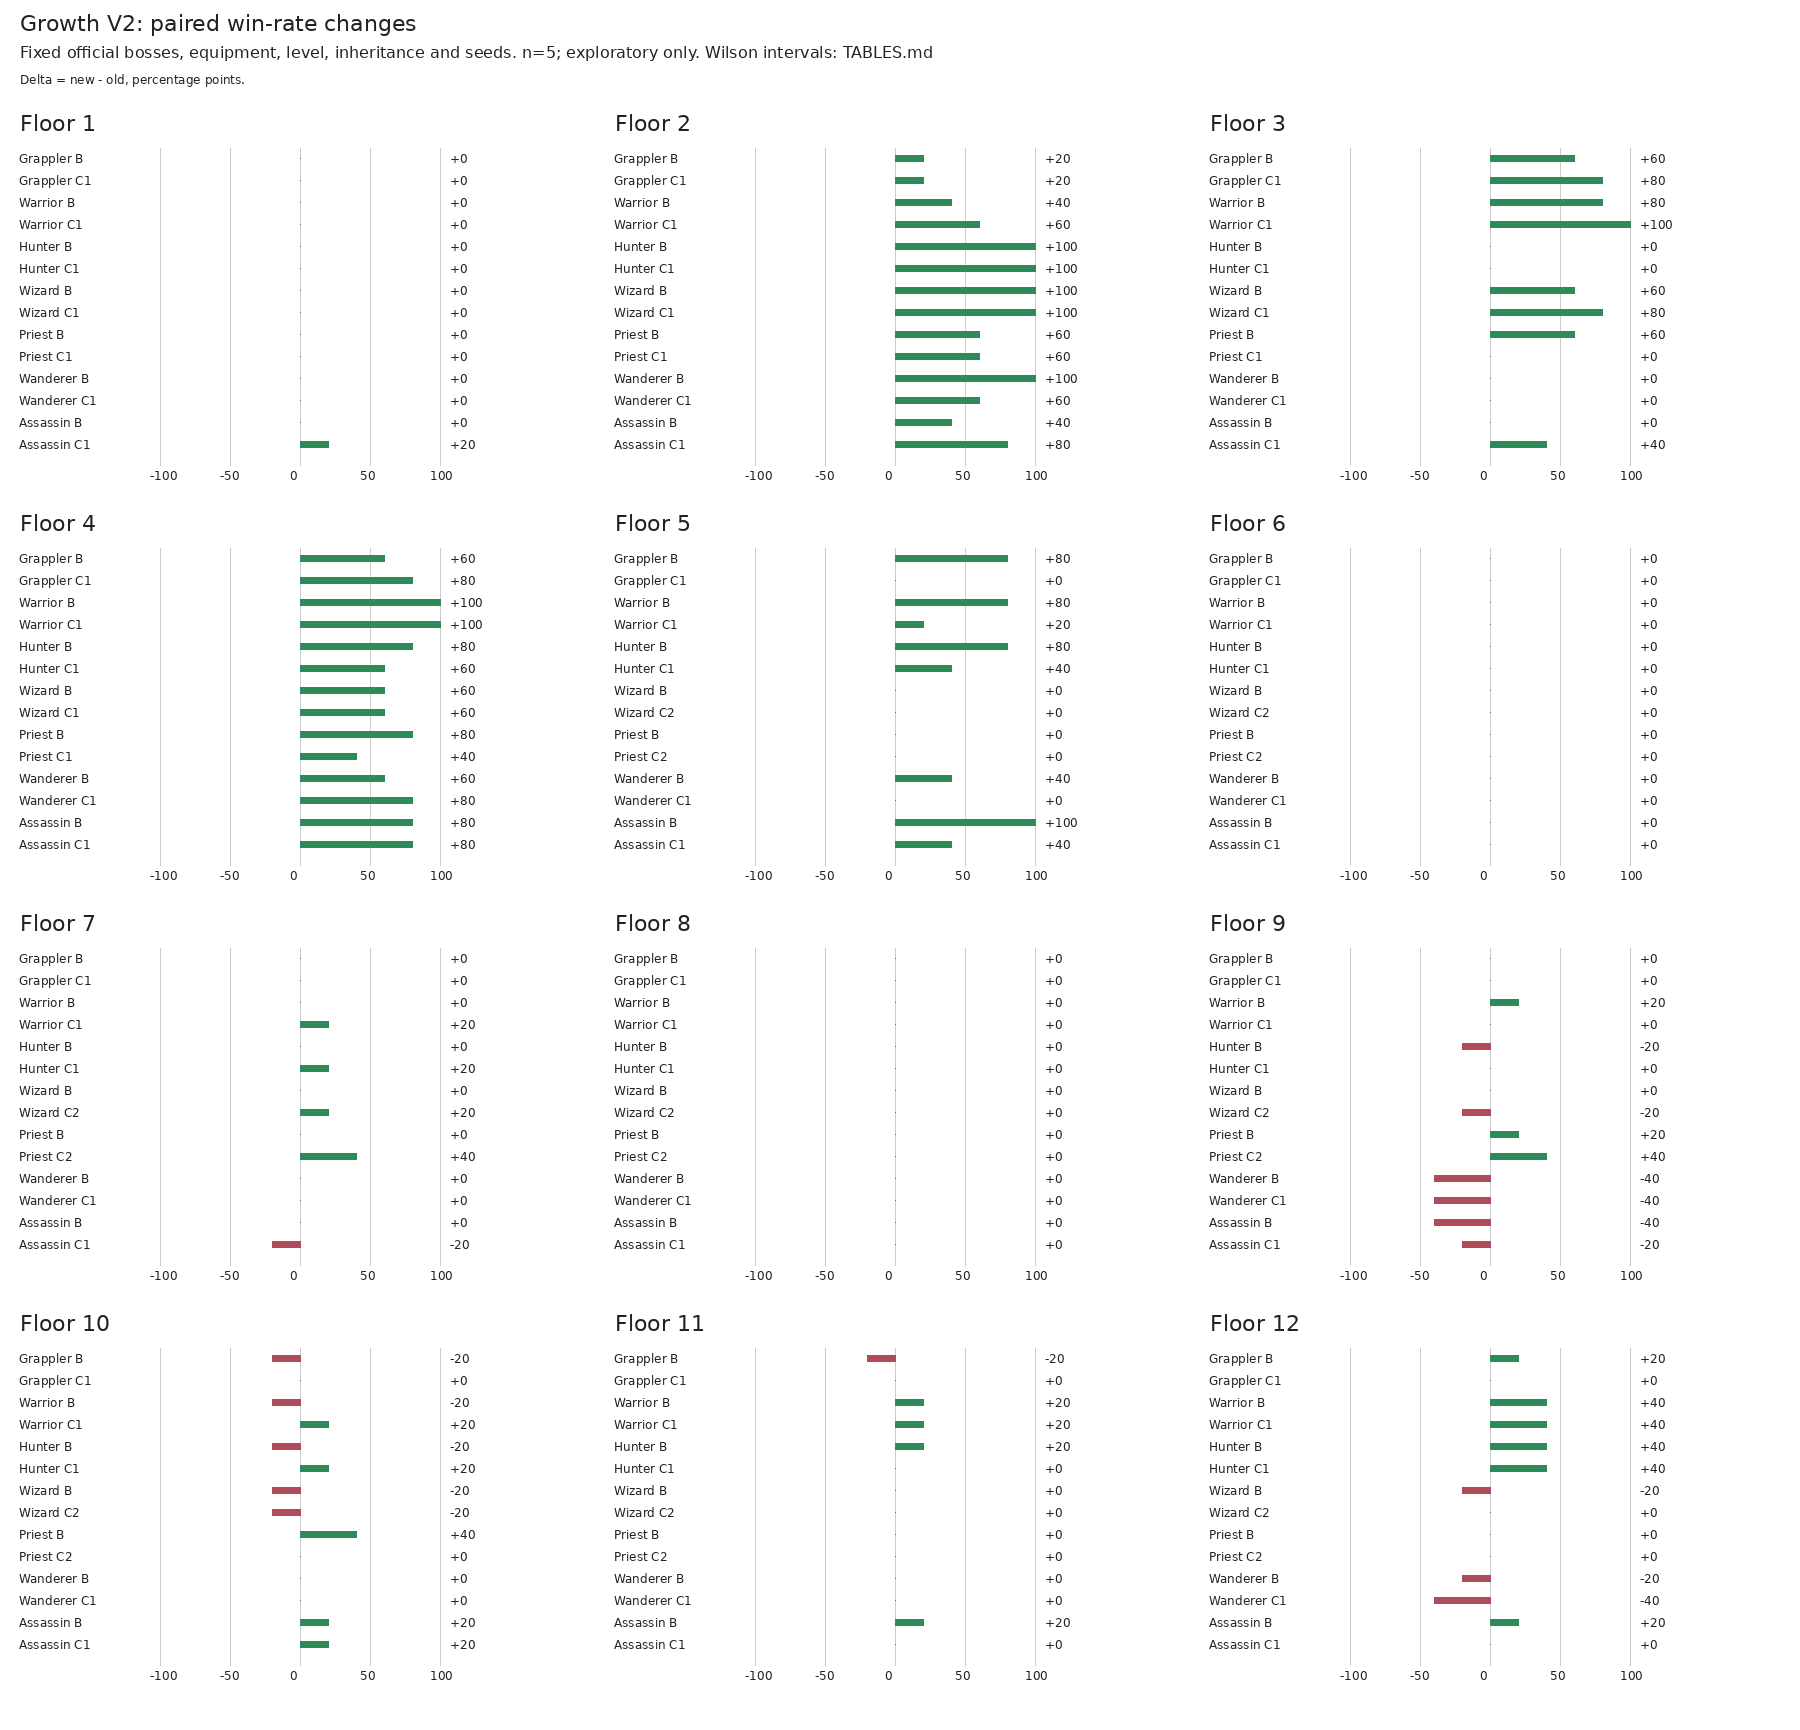 Growth V2: paired win-rate changes
Fixed official bosses, equipment, level, inheritance and seeds. n=5; exploratory only. Wilson intervals: TABLES.md
Delta = new - old, percentage points.
Floor 1
Grappler B +0
Grappler C1 +0
Warrior B +0
Warrior C1 +0
Hunter B +0
Hunter C1 +0
Wizard B +0
Wizard C1 +0
Priest B +0
Priest C1 +0
Wanderer B +0
Wanderer C1 +0
Assassin B +0
Assassin C1 +20
-100 -50 0 50 100
Floor 2
Grappler B +20
Grappler C1 +20
Warrior B +40
Warrior C1 +60
Hunter B +100
Hunter C1 +100
Wizard B +100
Wizard C1 +100
Priest B +60
Priest C1 +60
Wanderer B +100
Wanderer C1 +60
Assassin B +40
Assassin C1 +80
-100 -50 0 50 100
Floor 3
Grappler B +60
Grappler C1 +80
Warrior B +80
Warrior C1 +100
Hunter B +0
Hunter C1 +0
Wizard B +60
Wizard C1 +80
Priest B +60
Priest C1 +0
Wanderer B +0
Wanderer C1 +0
Assassin B +0
Assassin C1 +40
-100 -50 0 50 100
Floor 4
Grappler B +60
Grappler C1 +80
Warrior B +100
Warrior C1 +100
Hunter B +80
Hunter C1 +60
Wizard B +60
Wizard C1 +60
Priest B +80
Priest C1 +40
Wanderer B +60
Wanderer C1 +80
Assassin B +80
Assassin C1 +80
-100 -50 0 50 100
Floor 5
Grappler B +80
Grappler C1 +0
Warrior B +80
Warrior C1 +20
Hunter B +80
Hunter C1 +40
Wizard B +0
Wizard C2 +0
Priest B +0
Priest C2 +0
Wanderer B +40
Wanderer C1 +0
Assassin B +100
Assassin C1 +40
-100 -50 0 50 100
Floor 6
Grappler B +0
Grappler C1 +0
Warrior B +0
Warrior C1 +0
Hunter B +0
Hunter C1 +0
Wizard B +0
Wizard C2 +0
Priest B +0
Priest C2 +0
Wanderer B +0
Wanderer C1 +0
Assassin B +0
Assassin C1 +0
-100 -50 0 50 100
Floor 7
Grappler B +0
Grappler C1 +0
Warrior B +0
Warrior C1 +20
Hunter B +0
Hunter C1 +20
Wizard B +0
Wizard C2 +20
Priest B +0
Priest C2 +40
Wanderer B +0
Wanderer C1 +0
Assassin B +0
Assassin C1 -20
-100 -50 0 50 100
Floor 8
Grappler B +0
Grappler C1 +0
Warrior B +0
Warrior C1 +0
Hunter B +0
Hunter C1 +0
Wizard B +0
Wizard C2 +0
Priest B +0
Priest C2 +0
Wanderer B +0
Wanderer C1 +0
Assassin B +0
Assassin C1 +0
-100 -50 0 50 100
Floor 9
Grappler B +0
Grappler C1 +0
Warrior B +20
Warrior C1 +0
Hunter B -20
Hunter C1 +0
Wizard B +0
Wizard C2 -20
Priest B +20
Priest C2 +40
Wanderer B -40
Wanderer C1 -40
Assassin B -40
Assassin C1 -20
-100 -50 0 50 100
Floor 10
Grappler B -20
Grappler C1 +0
Warrior B -20
Warrior C1 +20
Hunter B -20
Hunter C1 +20
Wizard B -20
Wizard C2 -20
Priest B +40
Priest C2 +0
Wanderer B +0
Wanderer C1 +0
Assassin B +20
Assassin C1 +20
-100 -50 0 50 100
Floor 11
Grappler B -20
Grappler C1 +0
Warrior B +20
Warrior C1 +20
Hunter B +20
Hunter C1 +0
Wizard B +0
Wizard C2 +0
Priest B +0
Priest C2 +0
Wanderer B +0
Wanderer C1 +0
Assassin B +20
Assassin C1 +0
-100 -50 0 50 100
Floor 12
Grappler B +20
Grappler C1 +0
Warrior B +40
Warrior C1 +40
Hunter B +40
Hunter C1 +40
Wizard B -20
Wizard C2 +0
Priest B +0
Priest C2 +0
Wanderer B -20
Wanderer C1 -40
Assassin B +20
Assassin C1 +0
-100 -50 0 50 100